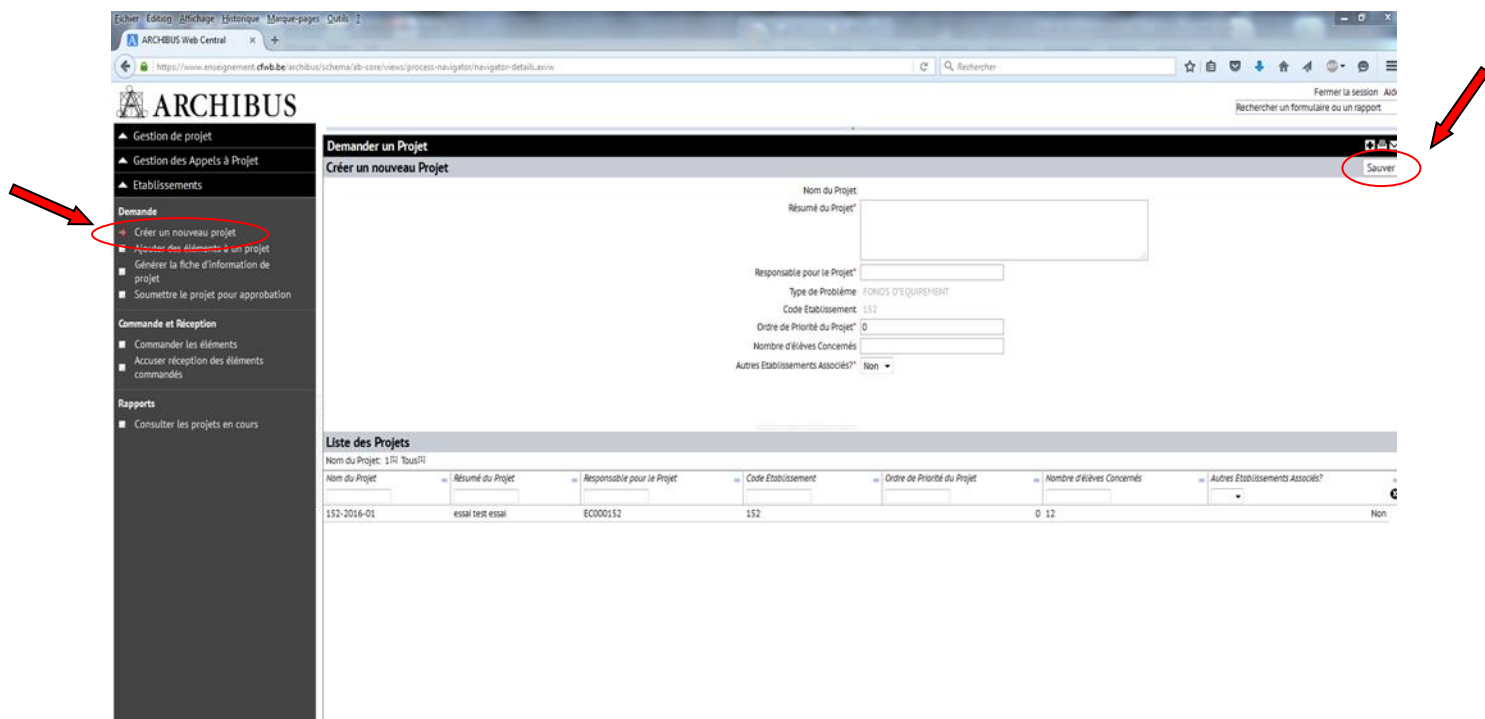 Fichier Édition Affichage Historique Marque-pages Outils ?
ARCHIBUS Web Central × +
https://www.enseignement.cfwb.be/archibus/schema/ab-core/views/process-navigator/navigator-details.axvw
Rechercher
ARCHIBUS
Fermer la session Aide
Rechercher un formulaire ou un rapport
Gestion de projet
Gestion des Appels à Projet
Etablissements
Demande
Créer un nouveau projet
Ajouter des éléments à un projet
Générer la fiche d'information de
projet
Soumettre le projet pour approbation
Commande et Réception
Commander les éléments
Accuser réception des éléments
commandés
Rapports
Consulter les projets en cours
Demander un Projet
Créer un nouveau Projet
Sauver
Nom du Projet
Résumé du Projet*
Responsable pour le Projet*
Type de Problème FONDS D'EQUIPEMENT
Code Etablissement 152
Ordre de Priorité du Projet* 0
Nombre d'élèves Concernés
Autres Etablissements Associés?* Non
Liste des Projets
Nom du Projet: 1 Tous
Nom du Projet Résumé du Projet Responsable pour le Projet Code Etablissement Ordre de Priorité du Projet Nombre d'élèves Concernés Autres Etablissements Associés?
152-2016-01 essai test essai EC000152 152 0 12 Non